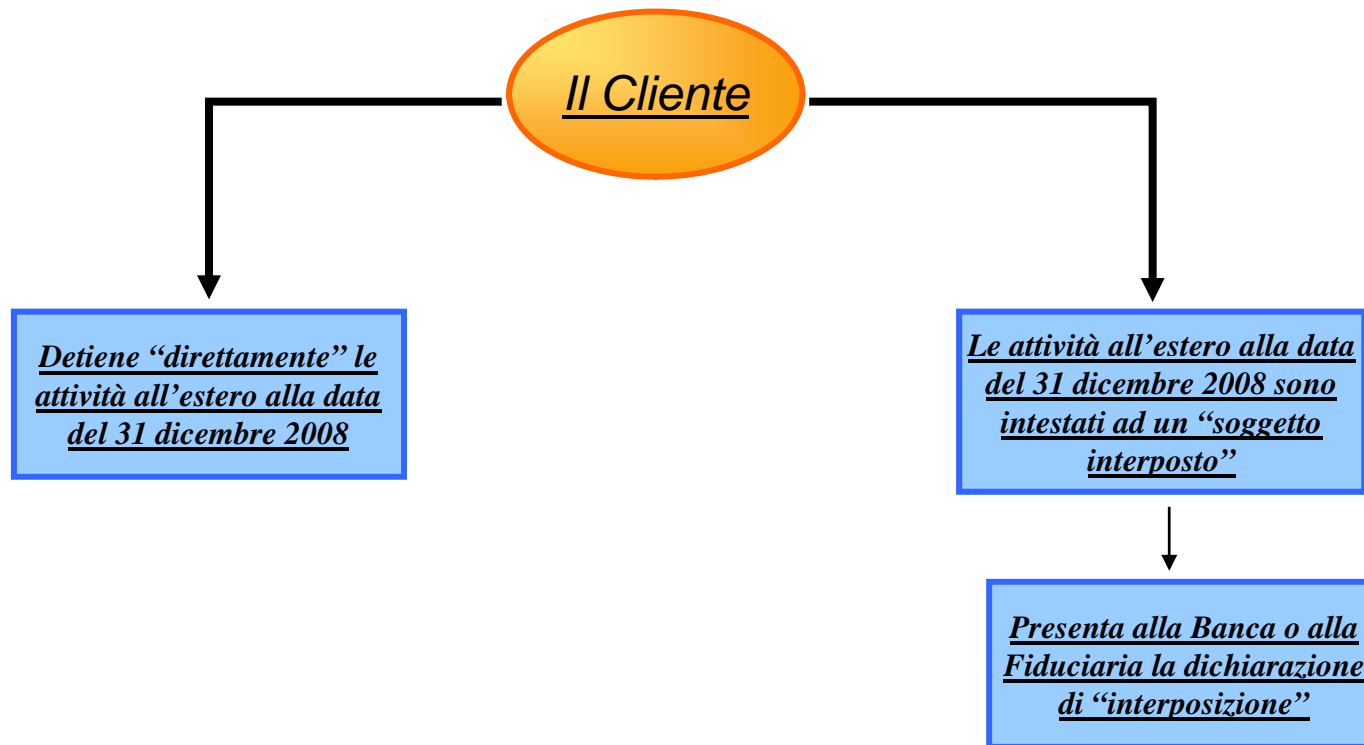 Il Cliente
Detiene “direttamente” le
attività all’estero alla data
del 31 dicembre 2008
Le attività all’estero alla data
del 31 dicembre 2008 sono
intestati ad un “soggetto
interposto”
Presenta alla Banca o alla
Fiduciaria la dichiarazione
di “interposizione”